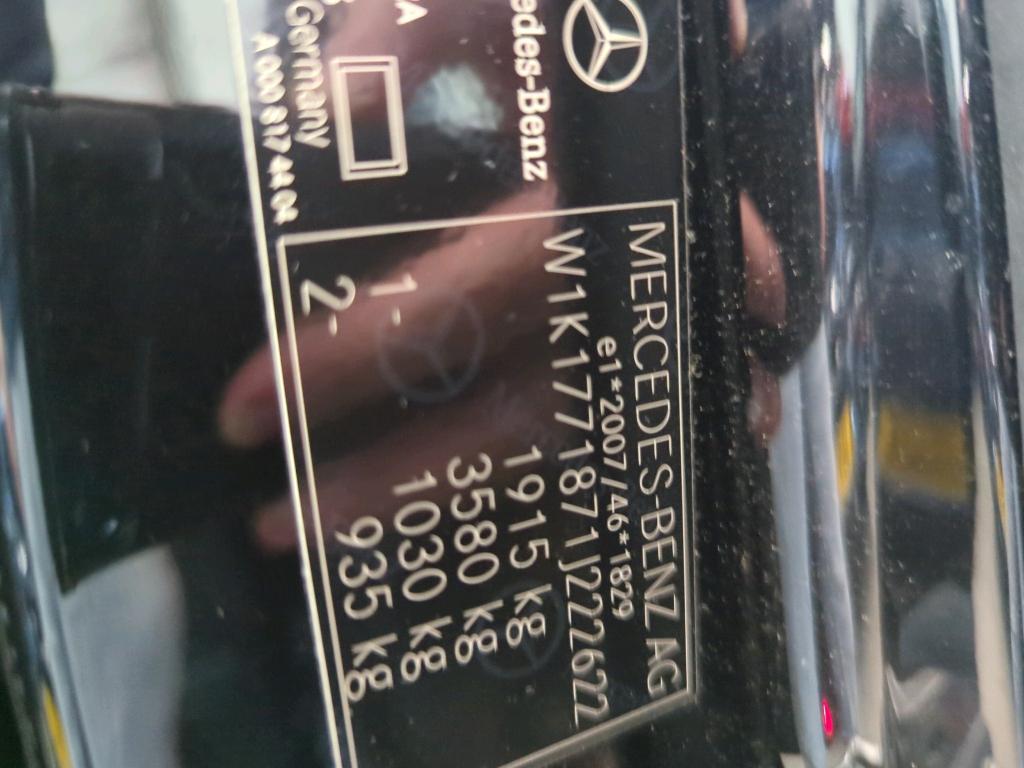 MERCEDES-BENZ AG
e1*2007/46*1829
W1K1771871J222622
1915 kg
3580 kg
1- 1030 kg
2- 935 kg
edes-Benz
Germany
A 000 817 44 04